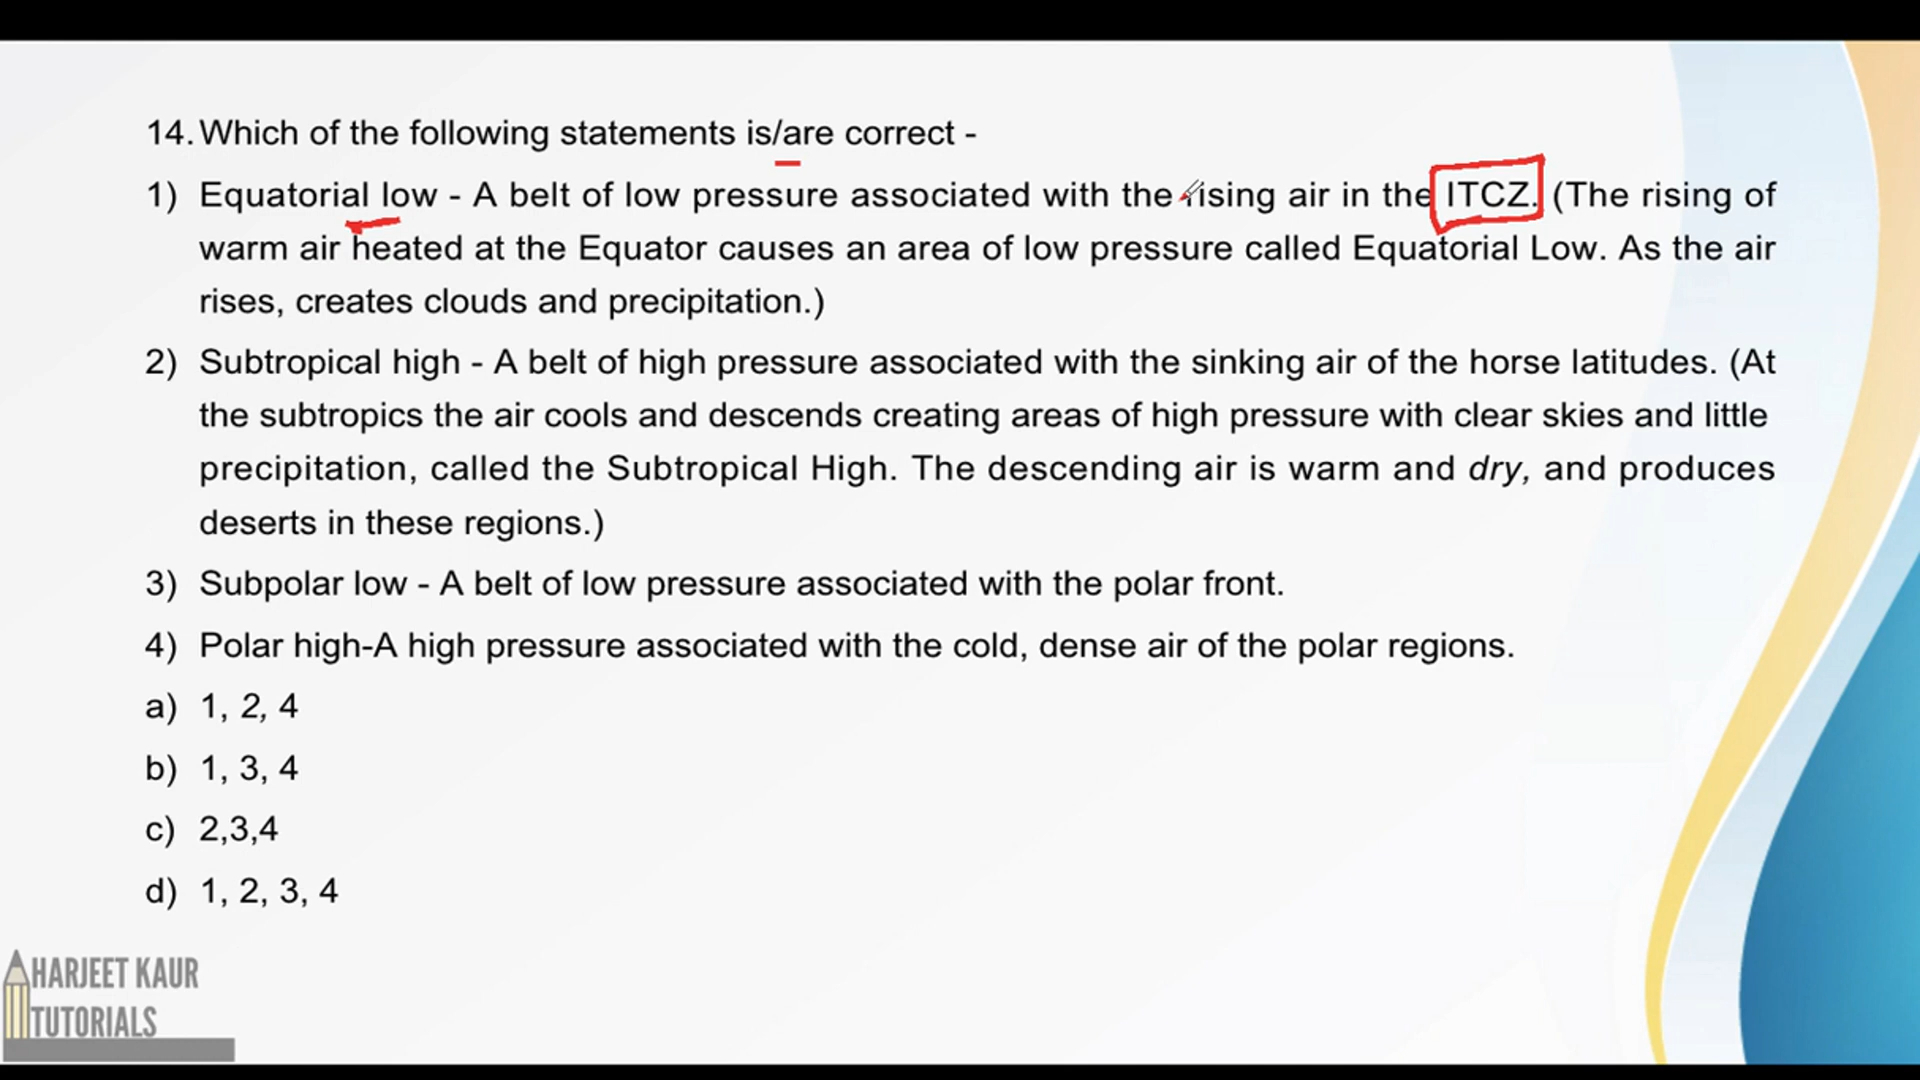 14. Which of the following statements is/are correct -
1) Equatorial low - A belt of low pressure associated with the rising air in the ITCZ. (The rising of
warm air heated at the Equator causes an area of low pressure called Equatorial Low. As the air
rises, creates clouds and precipitation.)
2) Subtropical high - A belt of high pressure associated with the sinking air of the horse latitudes. (At
the subtropics the air cools and descends creating areas of high pressure with clear skies and little
precipitation, called the Subtropical High. The descending air is warm and dry, and produces
deserts in these regions.)
3) Subpolar low - A belt of low pressure associated with the polar front.
4) Polar high-A high pressure associated with the cold, dense air of the polar regions.
a) 1, 2, 4
b) 1, 3, 4
c) 2,3,4
d) 1, 2, 3, 4
HARJEET KAUR
TUTORIALS